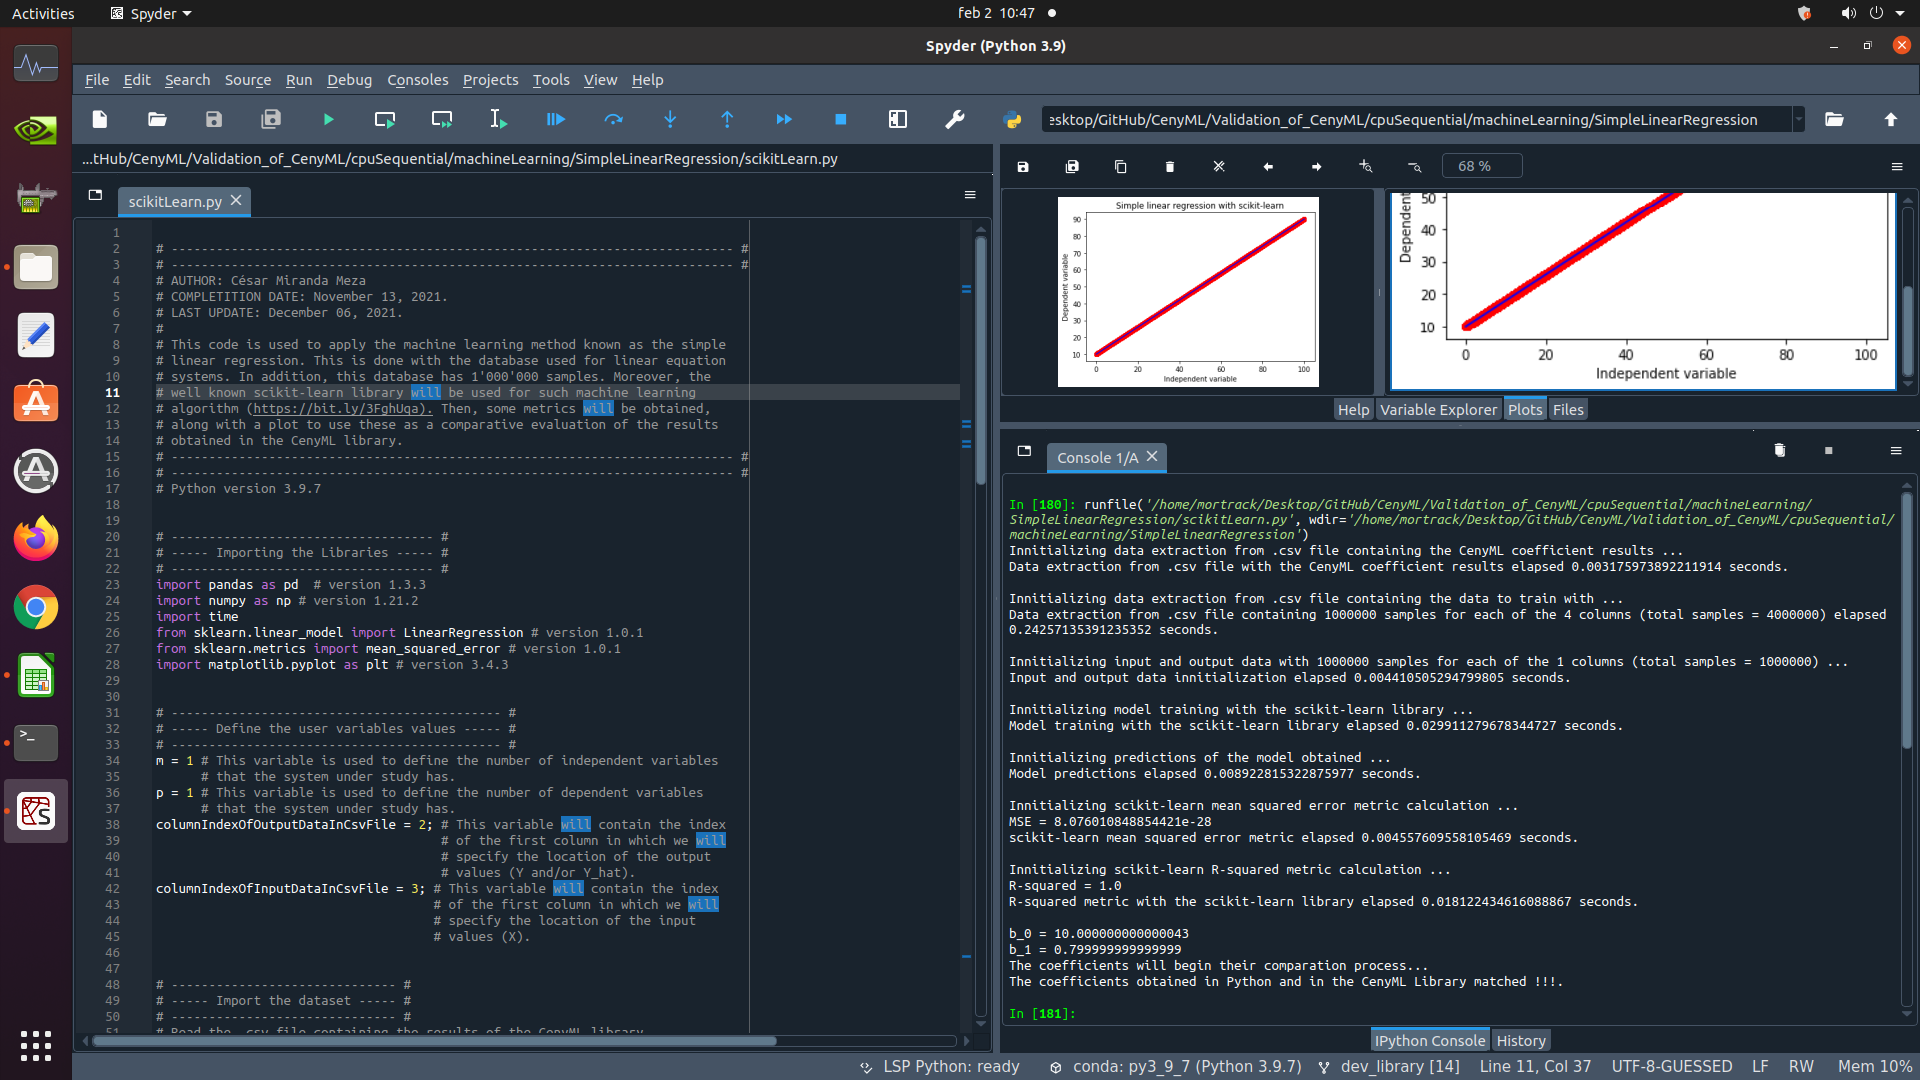 Activities
Spyder
feb 2 10:47
Spyder (Python 3.9)
File Edit Search Source Run Debug Consoles Projects Tools View Help
esktop/GitHub/CenyML/Validation_of_CenyML/cpuSequential/machineLearning/SimpleLinearRegression
...tHub/CenyML/Validation_of_CenyML/cpuSequential/machineLearning/SimpleLinearRegression/scikitLearn.py
scikitLearn.py
1
2 # --------------------------------------------------------------------------- #
3 # --------------------------------------------------------------------------- #
4 # AUTHOR: César Miranda Meza
5 # COMPLETITION DATE: November 13, 2021.
6 # LAST UPDATE: December 06, 2021.
7 #
8 # This code is used to apply the machine learning method known as the simple
9 # linear regression. This is done with the database used for linear equation
10 # systems. In addition, this database has 1'000'000 samples. Moreover, the
11 # well known scikit-learn library will be used for such machine learning
12 # algorithm (https://bit.ly/3FghUqa). Then, some metrics will be obtained,
13 # along with a plot to use these as a comparative evaluation of the results
14 # obtained in the CenyML library.
15 # --------------------------------------------------------------------------- #
16 # --------------------------------------------------------------------------- #
17 # Python version 3.9.7
18
19
20 # ----------------------------------- #
21 # ----- Importing the Libraries ----- #
22 # ----------------------------------- #
23 import pandas as pd  # version 1.3.3
24 import numpy as np # version 1.21.2
25 import time
26 from sklearn.linear_model import LinearRegression # version 1.0.1
27 from sklearn.metrics import mean_squared_error # version 1.0.1
28 import matplotlib.pyplot as plt # version 3.4.3
29
30
31 # -------------------------------------------- #
32 # ----- Define the user variables values ----- #
33 # -------------------------------------------- #
34 m = 1 # This variable is used to define the number of independent variables
35 # that the system under study has.
36 p = 1 # This variable is used to define the number of dependent variables
37 # that the system under study has.
38 columnIndexOfOutputDataInCsvFile = 2; # This variable will contain the index
39 # of the first column in which we will
40 # specify the location of the output
41 # values (Y and/or Y_hat).
42 columnIndexOfInputDataInCsvFile = 3; # This variable will contain the index
43 # of the first column in which we will
44 # specify the location of the input
45 # values (X).
46
47
48 # ------------------------------ #
49 # ----- Import the dataset ----- #
50 # ------------------------------ #
51 # Read the .csv file containing the results of the CenyML library
68 %
Simple linear regression with scikit-learn
90
80
70
60
50
40
30
20
10
Dependent variable
0 20 40 60 80 100
Independent variable
50
40
30
20
10
Dependent
0 20 40 60 80 100
Independent variable
Help Variable Explorer Plots Files
Console 1/A
In [180]: runfile('/home/mortrack/Desktop/GitHub/CenyML/Validation_of_CenyML/cpuSequential/machineLearning/
SimpleLinearRegression/scikitLearn.py', wdir='/home/mortrack/Desktop/GitHub/CenyML/Validation_of_CenyML/cpuSequential/
machineLearning/SimpleLinearRegression')
Innitializing data extraction from .csv file containing the CenyML coefficient results ...
Data extraction from .csv file with the CenyML coefficient results elapsed 0.003175973892211914 seconds.
Innitializing data extraction from .csv file containing the data to train with ...
Data extraction from .csv file containing 1000000 samples for each of the 4 columns (total samples = 4000000) elapsed
0.24257135391235352 seconds.
Innitializing input and output data with 1000000 samples for each of the 1 columns (total samples = 1000000) ...
Input and output data innitialization elapsed 0.004410505294799805 seconds.
Innitializing model training with the scikit-learn library ...
Model training with the scikit-learn library elapsed 0.029911279678344727 seconds.
Innitializing predictions of the model obtained ...
Model predictions elapsed 0.008922815322875977 seconds.
Innitializing scikit-learn mean squared error metric calculation ...
MSE = 8.076010848854421e-28
scikit-learn mean squared error metric elapsed 0.004557609558105469 seconds.
Innitializing scikit-learn R-squared metric calculation ...
R-squared = 1.0
R-squared metric with the scikit-learn library elapsed 0.018122434616088867 seconds.
b_0 = 10.000000000000043
b_1 = 0.799999999999999
The coefficients will begin their comparation process...
The coefficients obtained in Python and in the CenyML Library matched !!!.
In [181]:
IPython Console History
LSP Python: ready conda: py3_9_7 (Python 3.9.7) dev_library [14] Line 11, Col 37 UTF-8-GUESSED LF RW Mem 10%